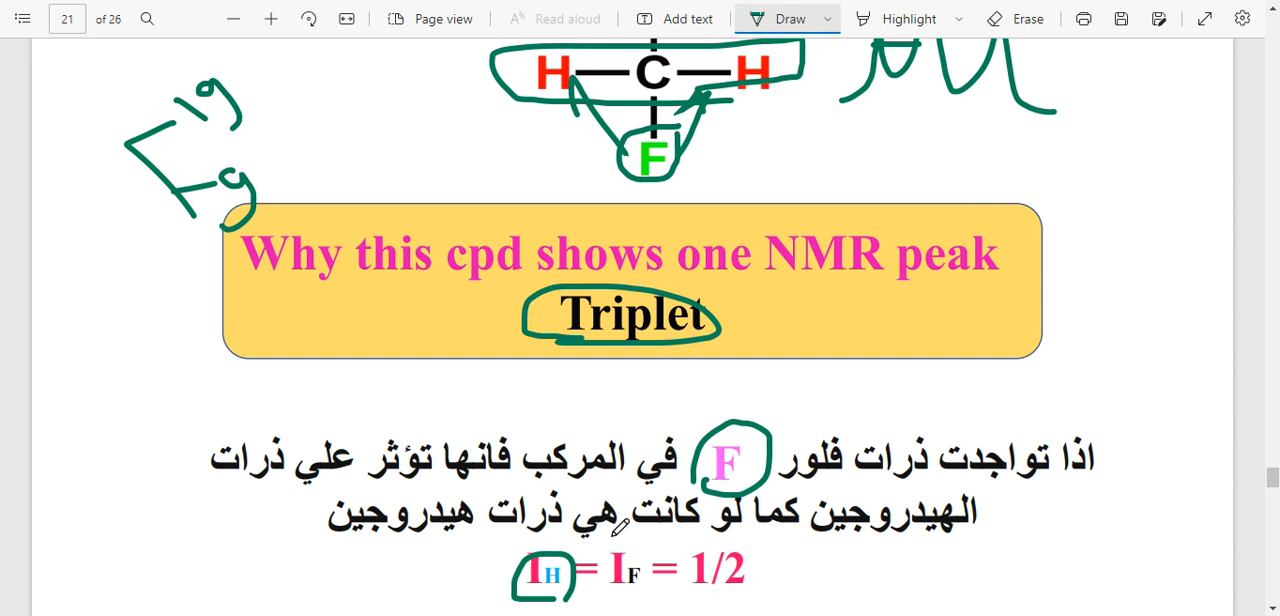 21 of 26 Page view Read aloud Add text Draw Highlight Erase
H C H
F
19
9
Why this cpd shows one NMR peak
Triplet
اذا تواجدت ذرات فلور F في المركب فانها تؤثر علي ذرات
الهيدروجين كما لو كانت هي ذرات هيدروجين
IH = IF = 1/2